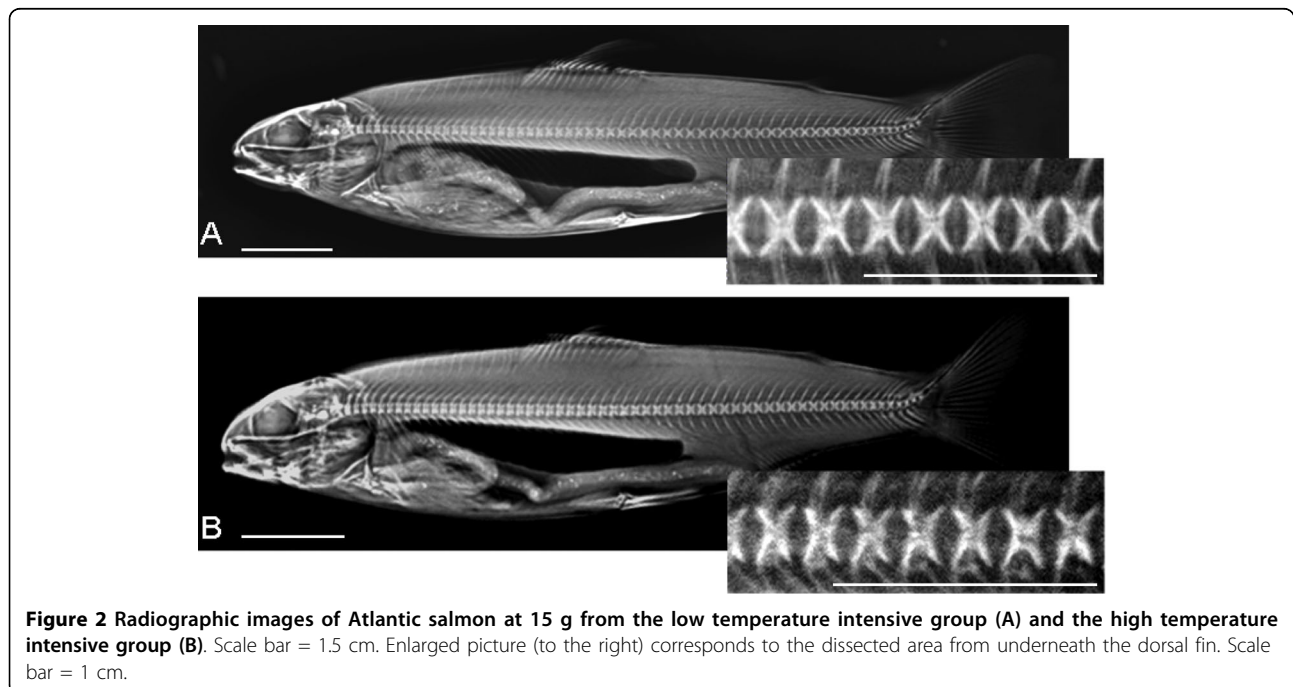 A
B
Figure 2 Radiographic images of Atlantic salmon at 15 g from the low temperature intensive group (A) and the high temperature
intensive group (B). Scale bar = 1.5 cm. Enlarged picture (to the right) corresponds to the dissected area from underneath the dorsal fin. Scale
bar = 1 cm.